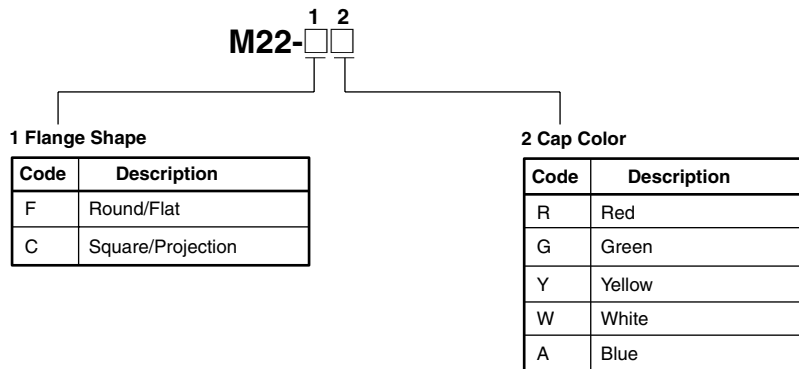 1 2
M22-□□
1 Flange Shape
Code Description
F Round/Flat
C Square/Projection
2 Cap Color
Code Description
R Red
G Green
Y Yellow
W White
A Blue